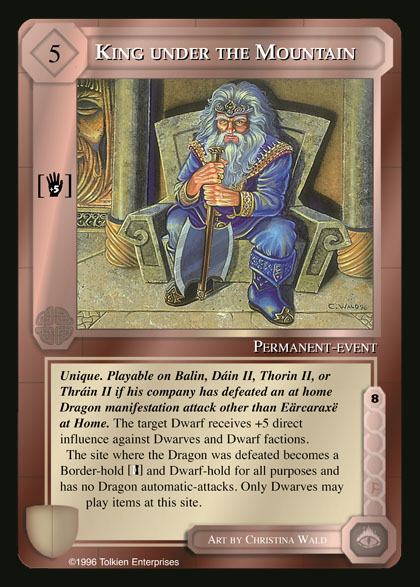 5
KING UNDER THE MOUNTAIN
[+5]
C. WALD 96
PERMANENT-EVENT
Unique. Playable on Balin, Dáin II, Thorin II, or
Thráin II if his company has defeated an at home
Dragon manifestation attack other than Eärcaraxë
at Home. The target Dwarf receives +5 direct
influence against Dwarves and Dwarf factions.
The site where the Dragon was defeated becomes a
Border-hold [] and Dwarf-hold for all purposes and
has no Dragon automatic-attacks. Only Dwarves may
play items at this site.
8
ART BY CHRISTINA WALD
©1996 Tolkien Enterprises